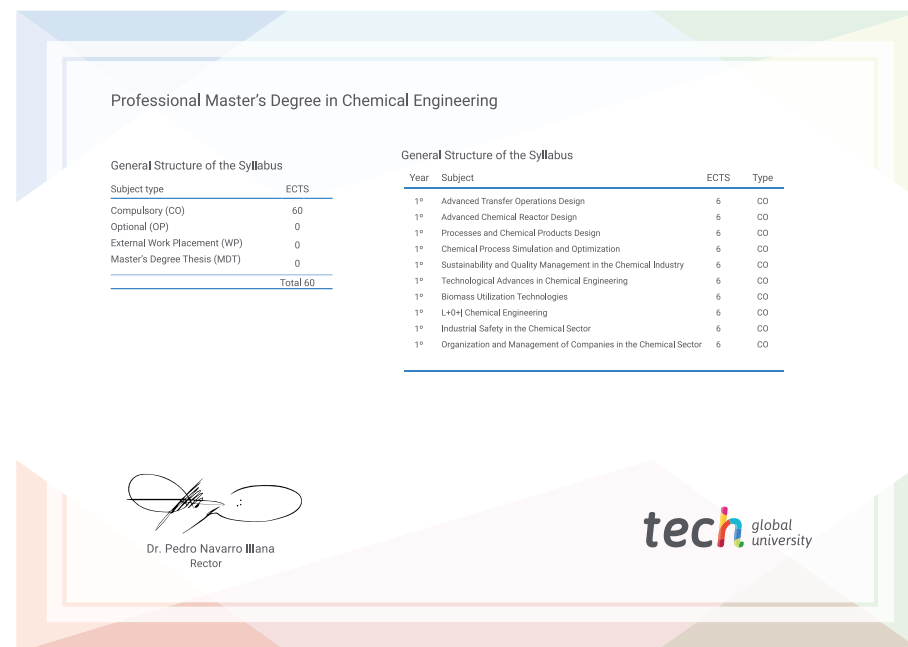 Professional Master's Degree in Chemical Engineering
General Structure of the Syllabus
Subject type ECTS
Compulsory (CO) 60
Optional (OP) 0
External Work Placement (WP) 0
Master's Degree Thesis (MDT) 0
Total 60
General Structure of the Syllabus
Year Subject ECTS Type
1º Advanced Transfer Operations Design 6 CO
1º Advanced Chemical Reactor Design 6 CO
1º Processes and Chemical Products Design 6 CO
1º Chemical Process Simulation and Optimization 6 CO
1º Sustainability and Quality Management in the Chemical Industry 6 CO
1º Technological Advances in Chemical Engineering 6 CO
1º Biomass Utilization Technologies 6 CO
1º L+0+I Chemical Engineering 6 CO
1º Industrial Safety in the Chemical Sector 6 CO
1º Organization and Management of Companies in the Chemical Sector 6 CO
Dr. Pedro Navarro Illana
Rector
tech global university